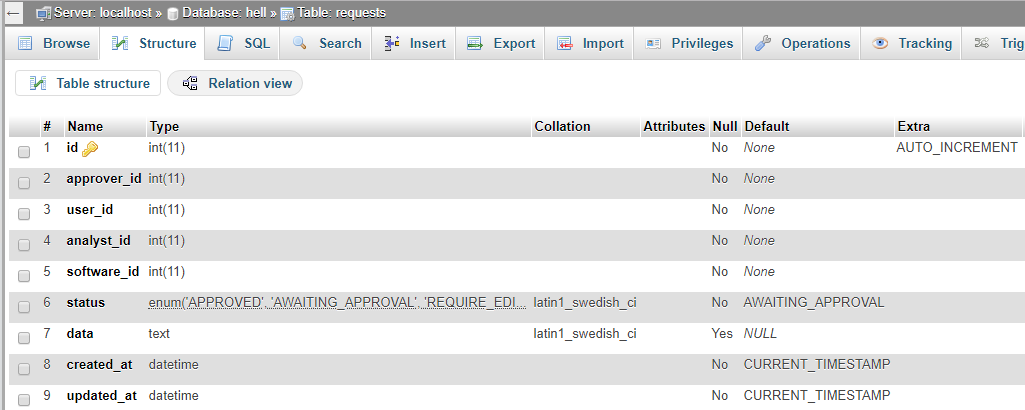 Server: localhost » Database: hell » Table: requests
Browse Structure SQL Search Insert Export Import Privileges Operations Tracking Trig
Table structure Relation view
# Name Type Collation Attributes Null Default Extra
1 id int(11) No None AUTO_INCREMENT
2 approver_id int(11) No None
3 user_id int(11) No None
4 analyst_id int(11) No None
5 software_id int(11) No None
6 status enum('APPROVED', 'AWAITING_APPROVAL', 'REQUIRE_EDI... latin1_swedish_ci No AWAITING_APPROVAL
7 data text latin1_swedish_ci Yes NULL
8 created_at datetime No CURRENT_TIMESTAMP
9 updated_at datetime No CURRENT_TIMESTAMP